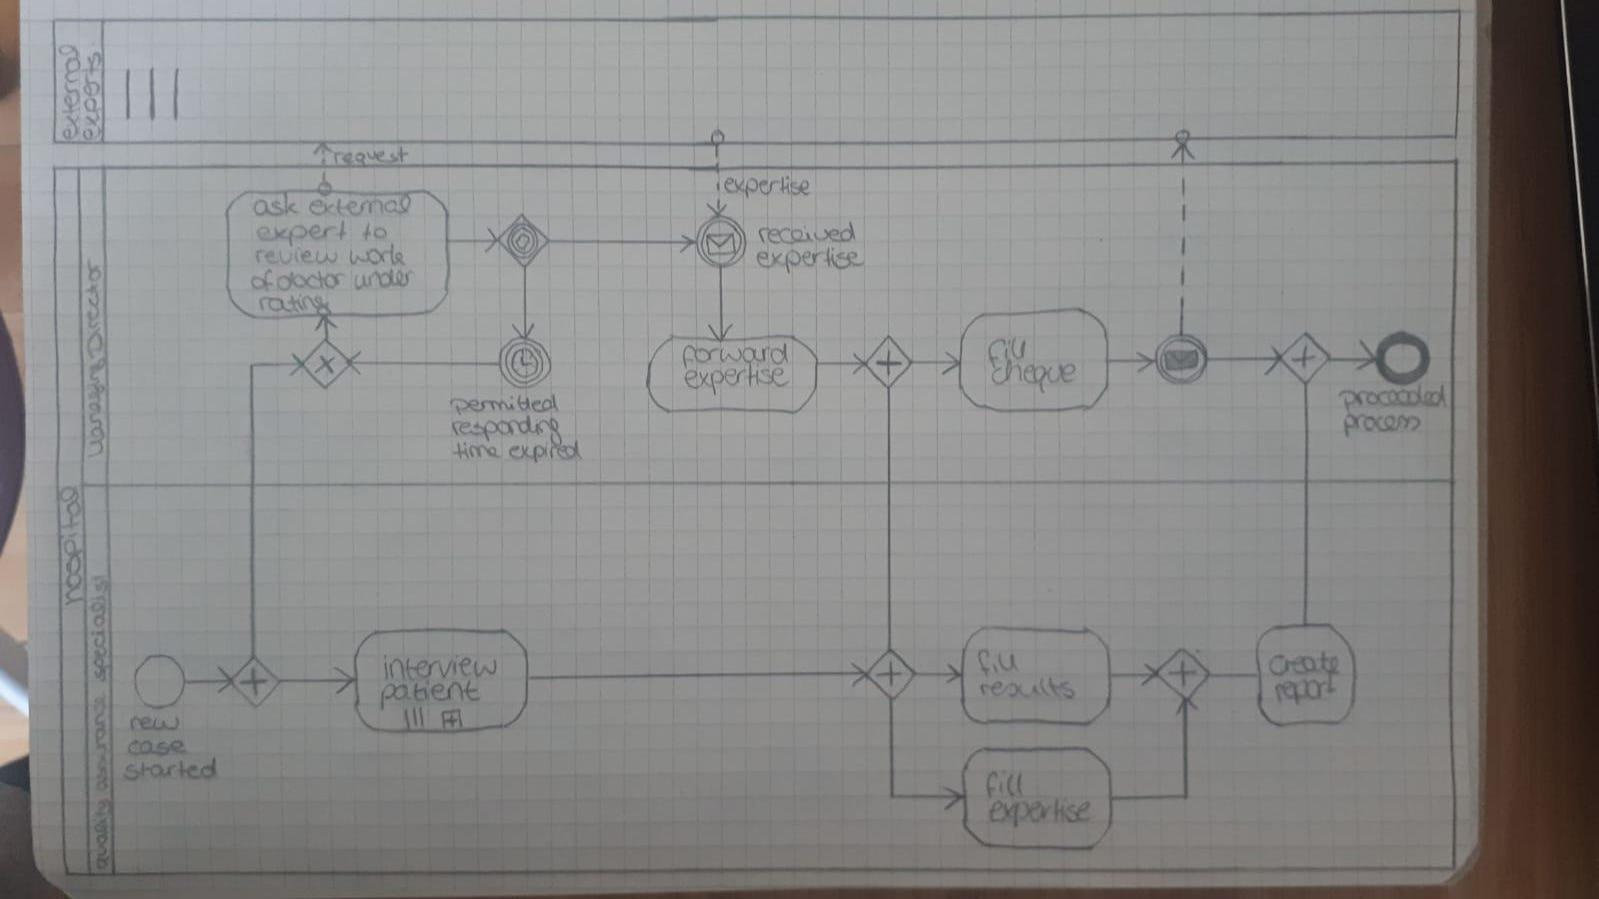 external
experts
request
expertise
ask external
expert to
review work
of doctor under
rating
received
expertise
Managing Director
forward
expertise
fill
cheque
permitted
responding
time expired
proceeded
process
hospital
quality assurance specialist
interview
patient
fill
results
create
report
new
case
started
fill
expertise